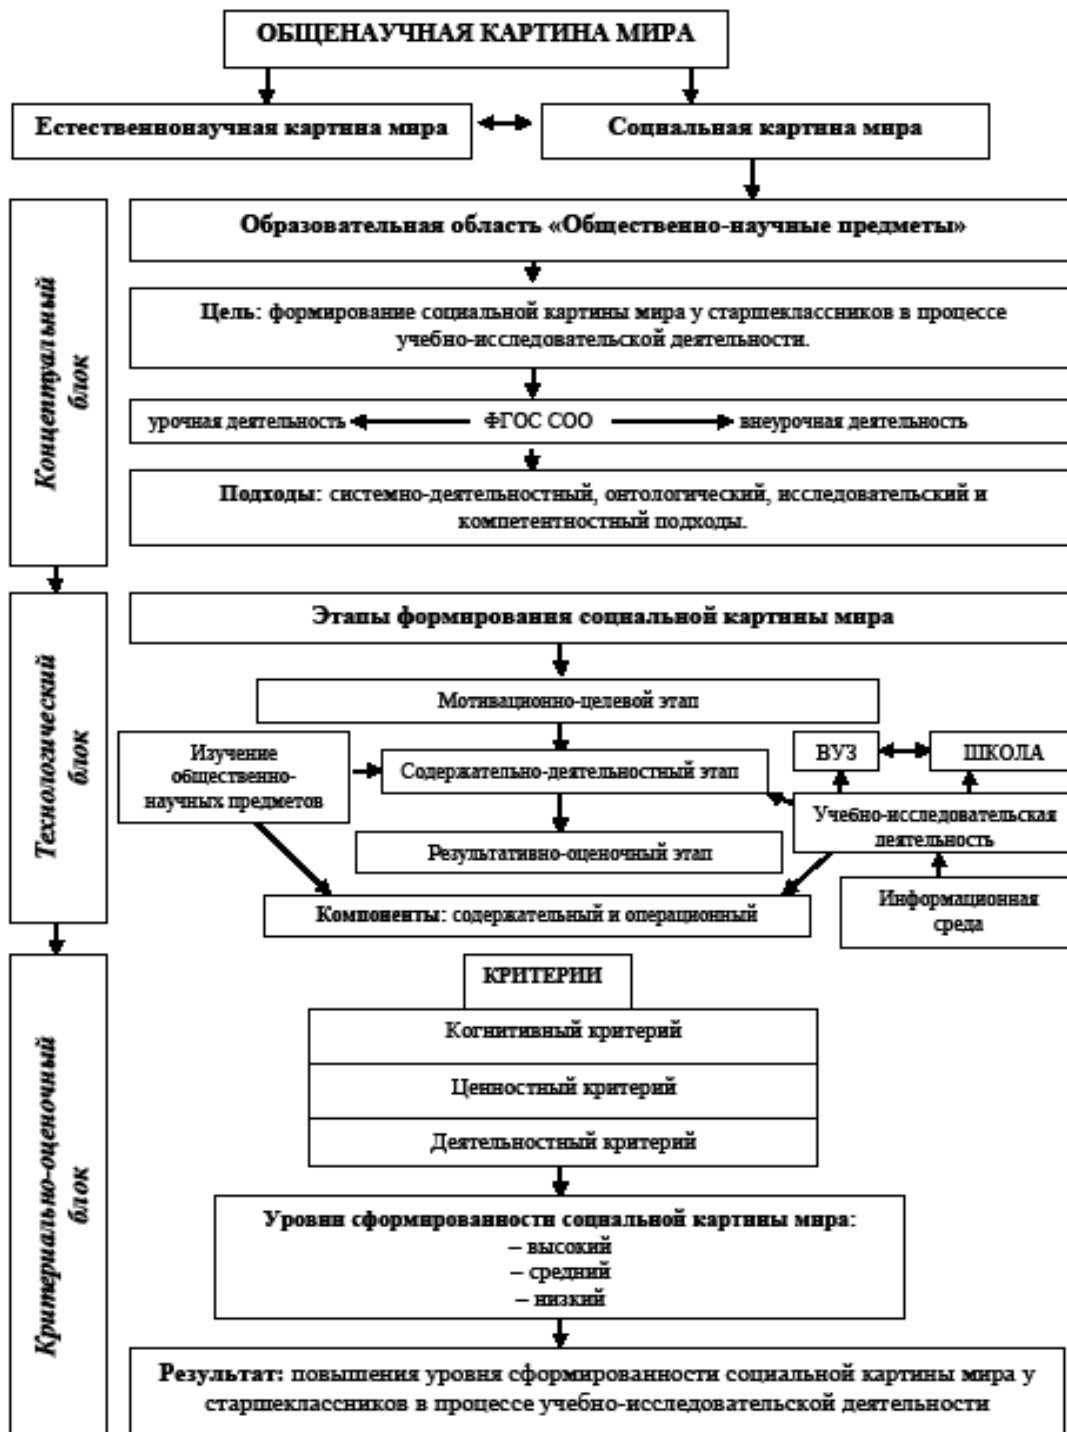 ОБЩЕНАУЧНАЯ КАРТИНА МИРА
Естественнонаучная картина мира
Социальная картина мира
Концептуальный
блок
Образовательная область «Общественно-научные предметы»
Цель: формирование социальной картины мира у старшеклассников в процессе
учебно-исследовательской деятельности.
урочная деятельность ФГОС СОО внеурочная деятельность
Подходы: системно-деятельностный, онтологический, исследовательский и
компетентностный подходы.
Технологический
блок
Этапы формирования социальной картины мира
Мотивационно-целевой этап
Изучение
общественно-
научных предметов
Содержательно-деятельностный этап
ВУЗ
ШКОЛА
Учебно-исследовательская
деятельность
Результативно-оценочный этап
Информационная
среда
Компоненты: содержательный и операционный
Критериально-оценочный
блок
КРИТЕРИИ
Когнитивный критерий
Ценностный критерий
Деятельностный критерий
Уровни сформированности социальной картины мира:
– высокий
– средний
– низкий
Результат: повышения уровня сформированности социальной картины мира у
старшеклассников в процессе учебно-исследовательской деятельности